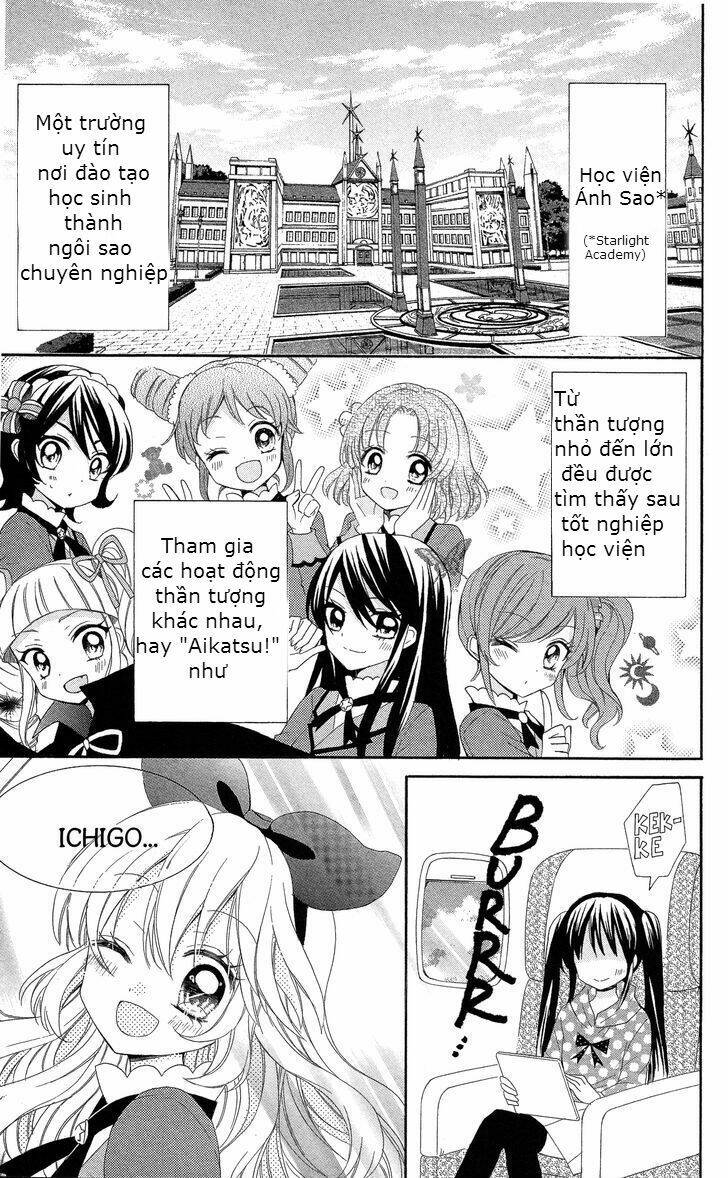 Học viện
Ánh Sao*
(*Starlight
Academy)
Một trường
uy tín
nơi đào tạo
học sinh
thành
ngôi sao
chuyên nghiệp
Từ
thần tượng
nhỏ đến lớn
đều được
tìm thấy sau
tốt nghiệp
học viện
Tham gia
các hoạt động
thần tượng
khác nhau,
hay "Aikatsu!"
như
ICHIGO...
KEK-
KE
BURRR...